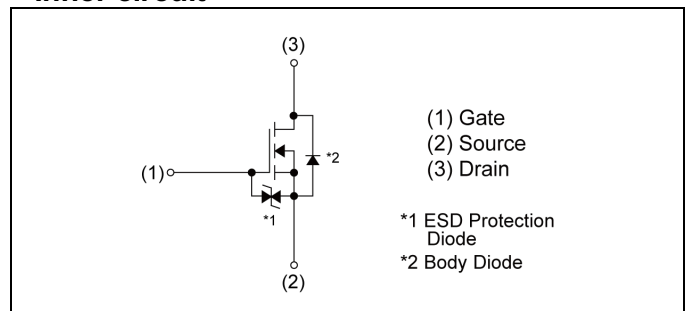 (3)
(1) Gate
(2) Source
(3) Drain
*2
(1)
*1
*1 ESD Protection
Diode
*2 Body Diode
(2)